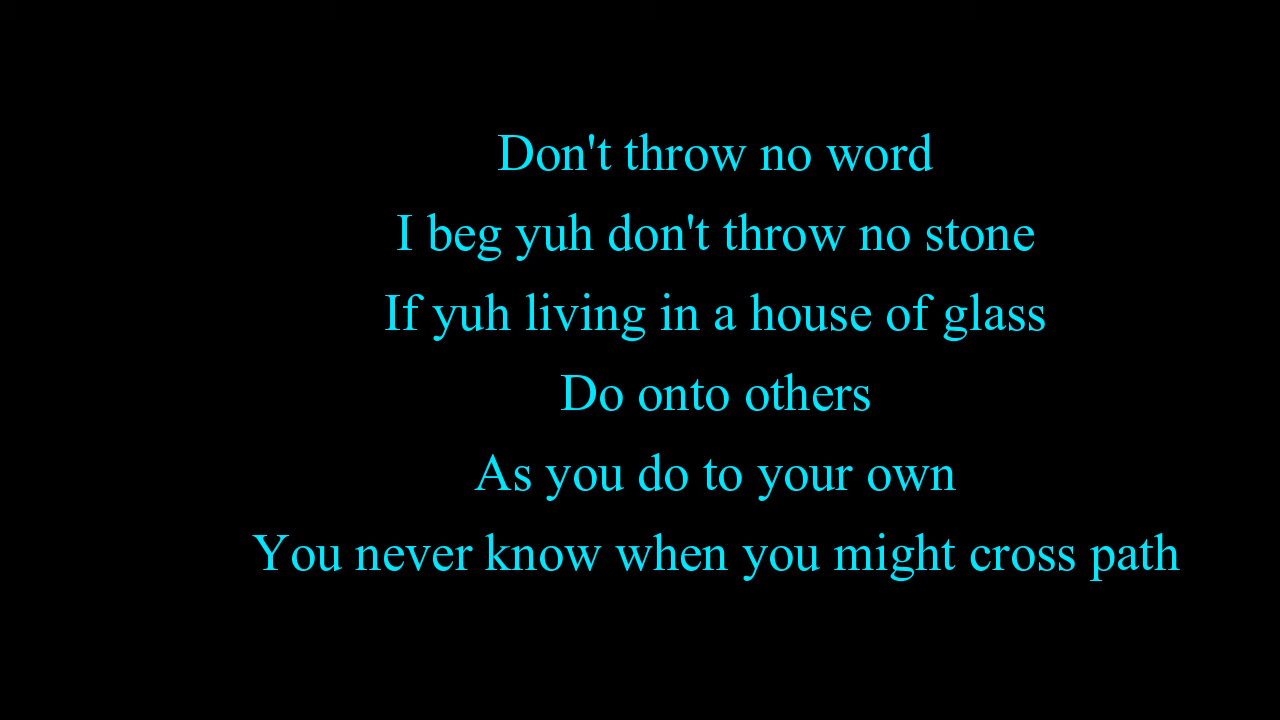 Don't throw no word
I beg yuh don't throw no stone
If yuh living in a house of glass
Do onto others
As you do to your own
You never know when you might cross path